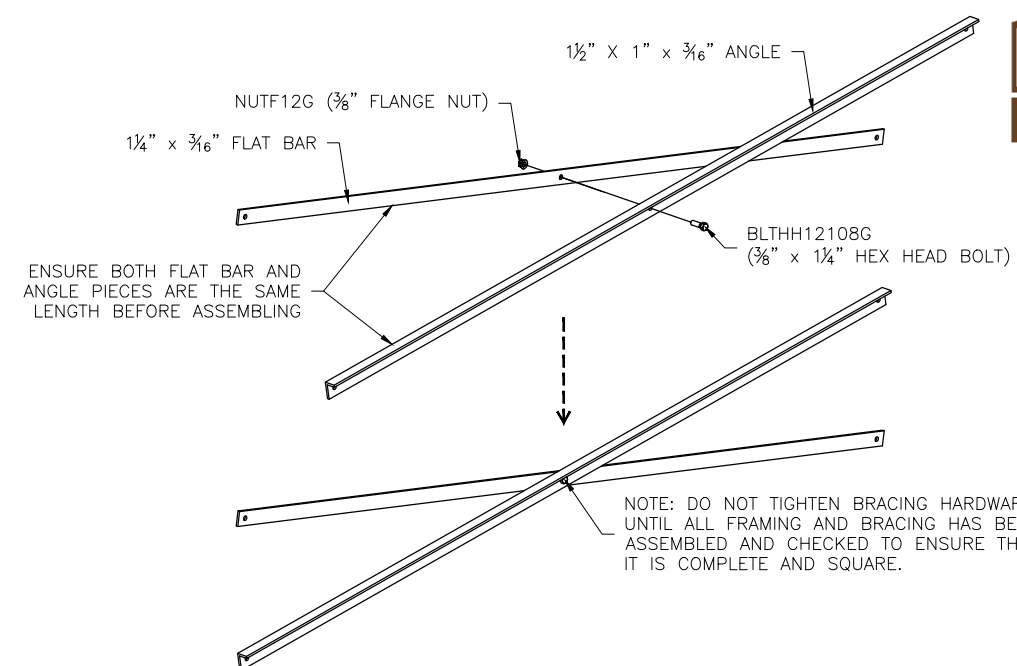 1½" X 1" x 3⁄16" ANGLE
NUTF12G (⅜" FLANGE NUT)
1¼" x 3⁄16" FLAT BAR
BLTHH12108G
(⅜" x 1¼" HEX HEAD BOLT)
ENSURE BOTH FLAT BAR AND
ANGLE PIECES ARE THE SAME
LENGTH BEFORE ASSEMBLING
NOTE: DO NOT TIGHTEN BRACING HARDWAR
UNTIL ALL FRAMING AND BRACING HAS BE
ASSEMBLED AND CHECKED TO ENSURE TH
IT IS COMPLETE AND SQUARE.